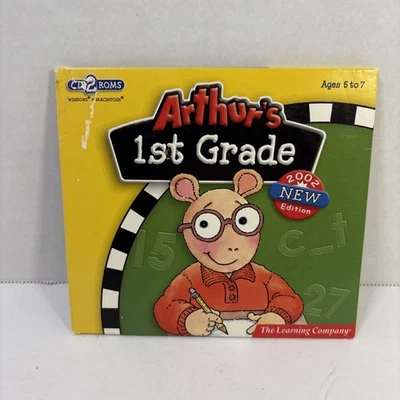 CD 2 ROMS
WINDOWS® + MACINTOSH®
Ages 5 to 7
Arthur's
1st Grade
2002
NEW
Edition
15
c_t
27
The Learning Company®